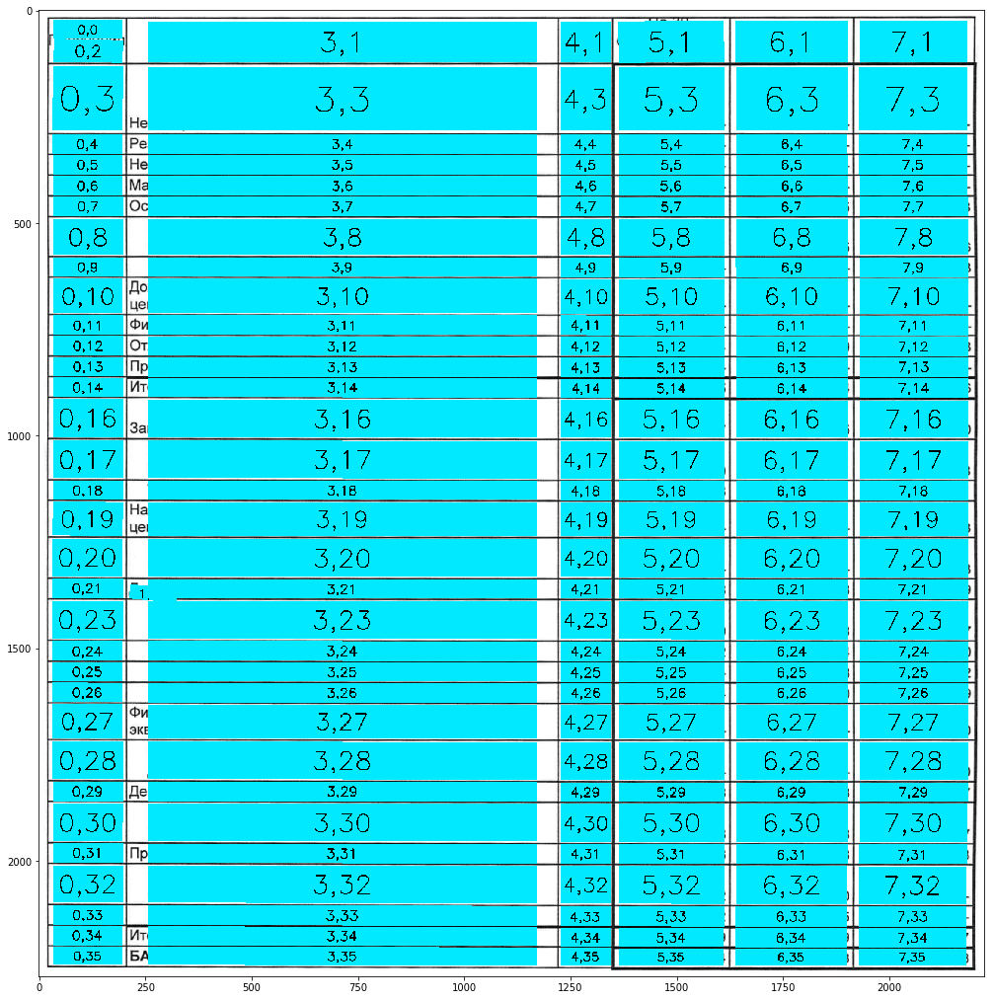 0,0
0,2 3,1 4,1 5,1 6,1 7,1
0,3 Не 3,3 4,3 5,3 6,3 7,3
0,4 Ре 3,4 4,4 5,4 6,4 7,4
0,5 Не 3,5 4,5 5,5 6,5 7,5
0,6 Ма 3,6 4,6 5,6 6,6 7,6
0,7 Ос 3,7 4,7 5,7 6,7 7,7
500
0,8 3,8 4,8 5,8 6,8 7,8
0,9 3,9 4,9 5,9 6,9 7,9
До
0,10 3,10 4,10 5,10 6,10 7,10
це
0,11 Фи 3,11 4,11 5,11 6,11 7,11
0,12 От 3,12 4,12 5,12 6,12 7,12
0,13 Пр 3,13 4,13 5,13 6,13 7,13
0,14 Ит 3,14 4,14 5,14 6,14 7,14
0,16 За 3,16 4,16 5,16 6,16 7,16
1000
0,17 3,17 4,17 5,17 6,17 7,17
0,18 3,18 4,18 5,18 6,18 7,18
На
0,19 3,19 4,19 5,19 6,19 7,19
це
0,20 3,20 4,20 5,20 6,20 7,20
0,21 1, 3,21 4,21 5,21 6,21 7,21
0,23 3,23 4,23 5,23 6,23 7,23
1500
0,24 3,24 4,24 5,24 6,24 7,24
0,25 3,25 4,25 5,25 6,25 7,25
0,26 3,26 4,26 5,26 6,26 7,26
Фи
0,27 3,27 4,27 5,27 6,27 7,27
экв
0,28 3,28 4,28 5,28 6,28 7,28
0,29 Де 3,29 4,29 5,29 6,29 7,29
0,30 3,30 4,30 5,30 6,30 7,30
0,31 Пр 3,31 4,31 5,31 6,31 7,31
2000
0,32 3,32 4,32 5,32 6,32 7,32
0,33 3,33 4,33 5,33 6,33 7,33
0,34 Ит 3,34 4,34 5,34 6,34 7,34
0,35 БА 3,35 4,35 5,35 6,35 7,35
0 250 500 750 1000 1250 1500 1750 2000